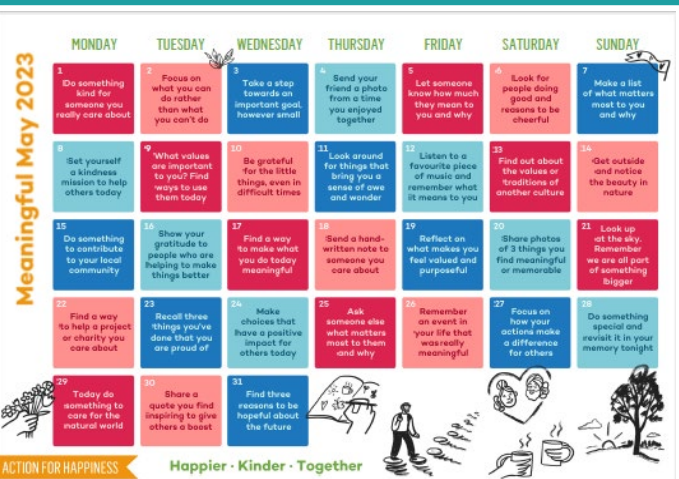 Meaningful May 2023
MONDAY TUESDAY WEDNESDAY THURSDAY FRIDAY SATURDAY SUNDAY
1
Do something
kind for
someone you
really care about
2
Focus on
what you can
do rather
than what
you can't do
3
Take a step
towards an
important goal,
however small
4
Send your
friend a photo
from a time
you enjoyed
together
5
Let someone
know how much
they mean to
you and why
6
Look for
people doing
good and
reasons to be
cheerful
7
Make a list
of what matters
most to you
and why
8
Set yourself
a kindness
mission to help
others today
9
What values
are important
to you? Find
ways to use
them today
10
Be grateful
for the little
things, even in
difficult times
11
Look around
for things that
bring you a
sense of awe
and wonder
12
Listen to a
favourite piece
of music and
remember what
it means to you
13
Find out about
the values or
traditions of
another culture
14
Get outside
and notice
the beauty in
nature
15
Do something
to contribute
to your local
community
16
Show your
gratitude to
people who are
helping to make
things better
17
Find a way
to make what
you do today
meaningful
18
Send a hand-
written note to
someone you
care about
19
Reflect on
what makes you
feel valued and
purposeful
20
Share photos
of 3 things you
find meaningful
or memorable
21
Look up
at the sky.
Remember
we are all part
of something
bigger
22
Find a way
to help a project
or charity you
care about
23
Recall three
things you've
done that you
are proud of
24
Make
choices that
have a positive
impact for
others today
25
Ask
someone else
what matters
most to them
and why
26
Remember
an event in
your life that
was really
meaningful
27
Focus on
how your
actions make
a difference
for others
28
Do something
special and
revisit it in your
memory tonight
29
Today do
something to
care for the
natural world
30
Share a
quote you find
inspiring to give
others a boost
31
Find three
reasons to be
hopeful about
the future
ACTION FOR HAPPINESS
Happier · Kinder · Together